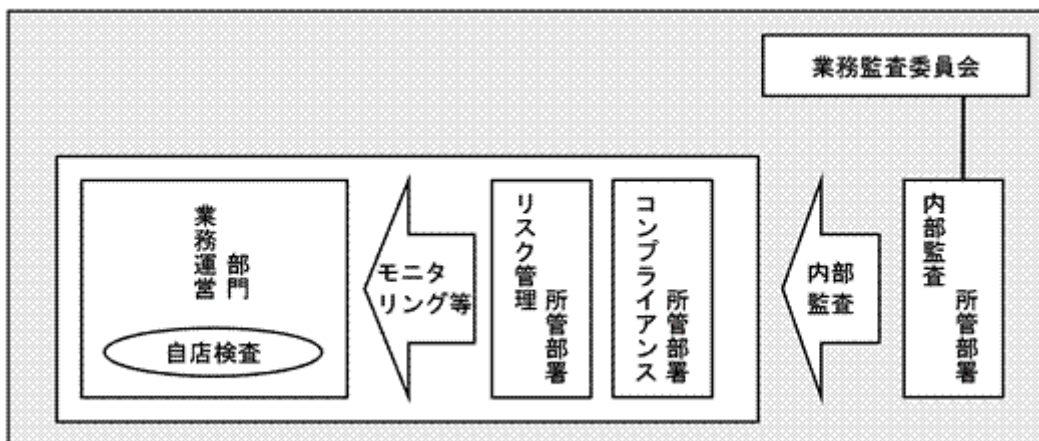 業務監査委員会
業務運営
部門
自店検査
モニタ
リング等
リスク管理
所管部署
コンプライアンス
所管部署
内部
監査
内部監査
所管部署